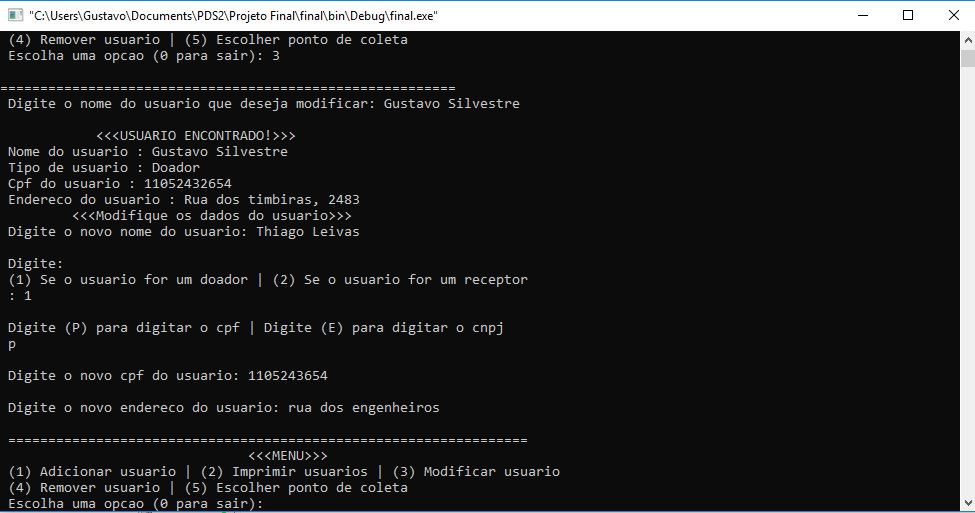 "C:\Users\Gustavo\Documents\PDS2\Projeto Final\final\bin\Debug\final.exe"
(4) Remover usuario | (5) Escolher ponto de coleta
Escolha uma opcao (0 para sair): 3
=========================================================
Digite o nome do usuario que deseja modificar: Gustavo Silvestre
<<<USUARIO ENCONTRADO!>>>
Nome do usuario : Gustavo Silvestre
Tipo de usuario : Doador
Cpf do usuario : 11052432654
Endereco do usuario : Rua dos timbiras, 2483
<<<Modifique os dados do usuario>>>
Digite o novo nome do usuario: Thiago Leivas
Digite:
(1) Se o usuario for um doador | (2) Se o usuario for um receptor
: 1
Digite (P) para digitar o cpf | Digite (E) para digitar o cnpj
p
Digite o novo cpf do usuario: 1105243654
Digite o novo endereco do usuario: rua dos engenheiros
=================================================================
<<<MENU>>>
(1) Adicionar usuario | (2) Imprimir usuarios | (3) Modificar usuario
(4) Remover usuario | (5) Escolher ponto de coleta
Escolha uma opcao (0 para sair):